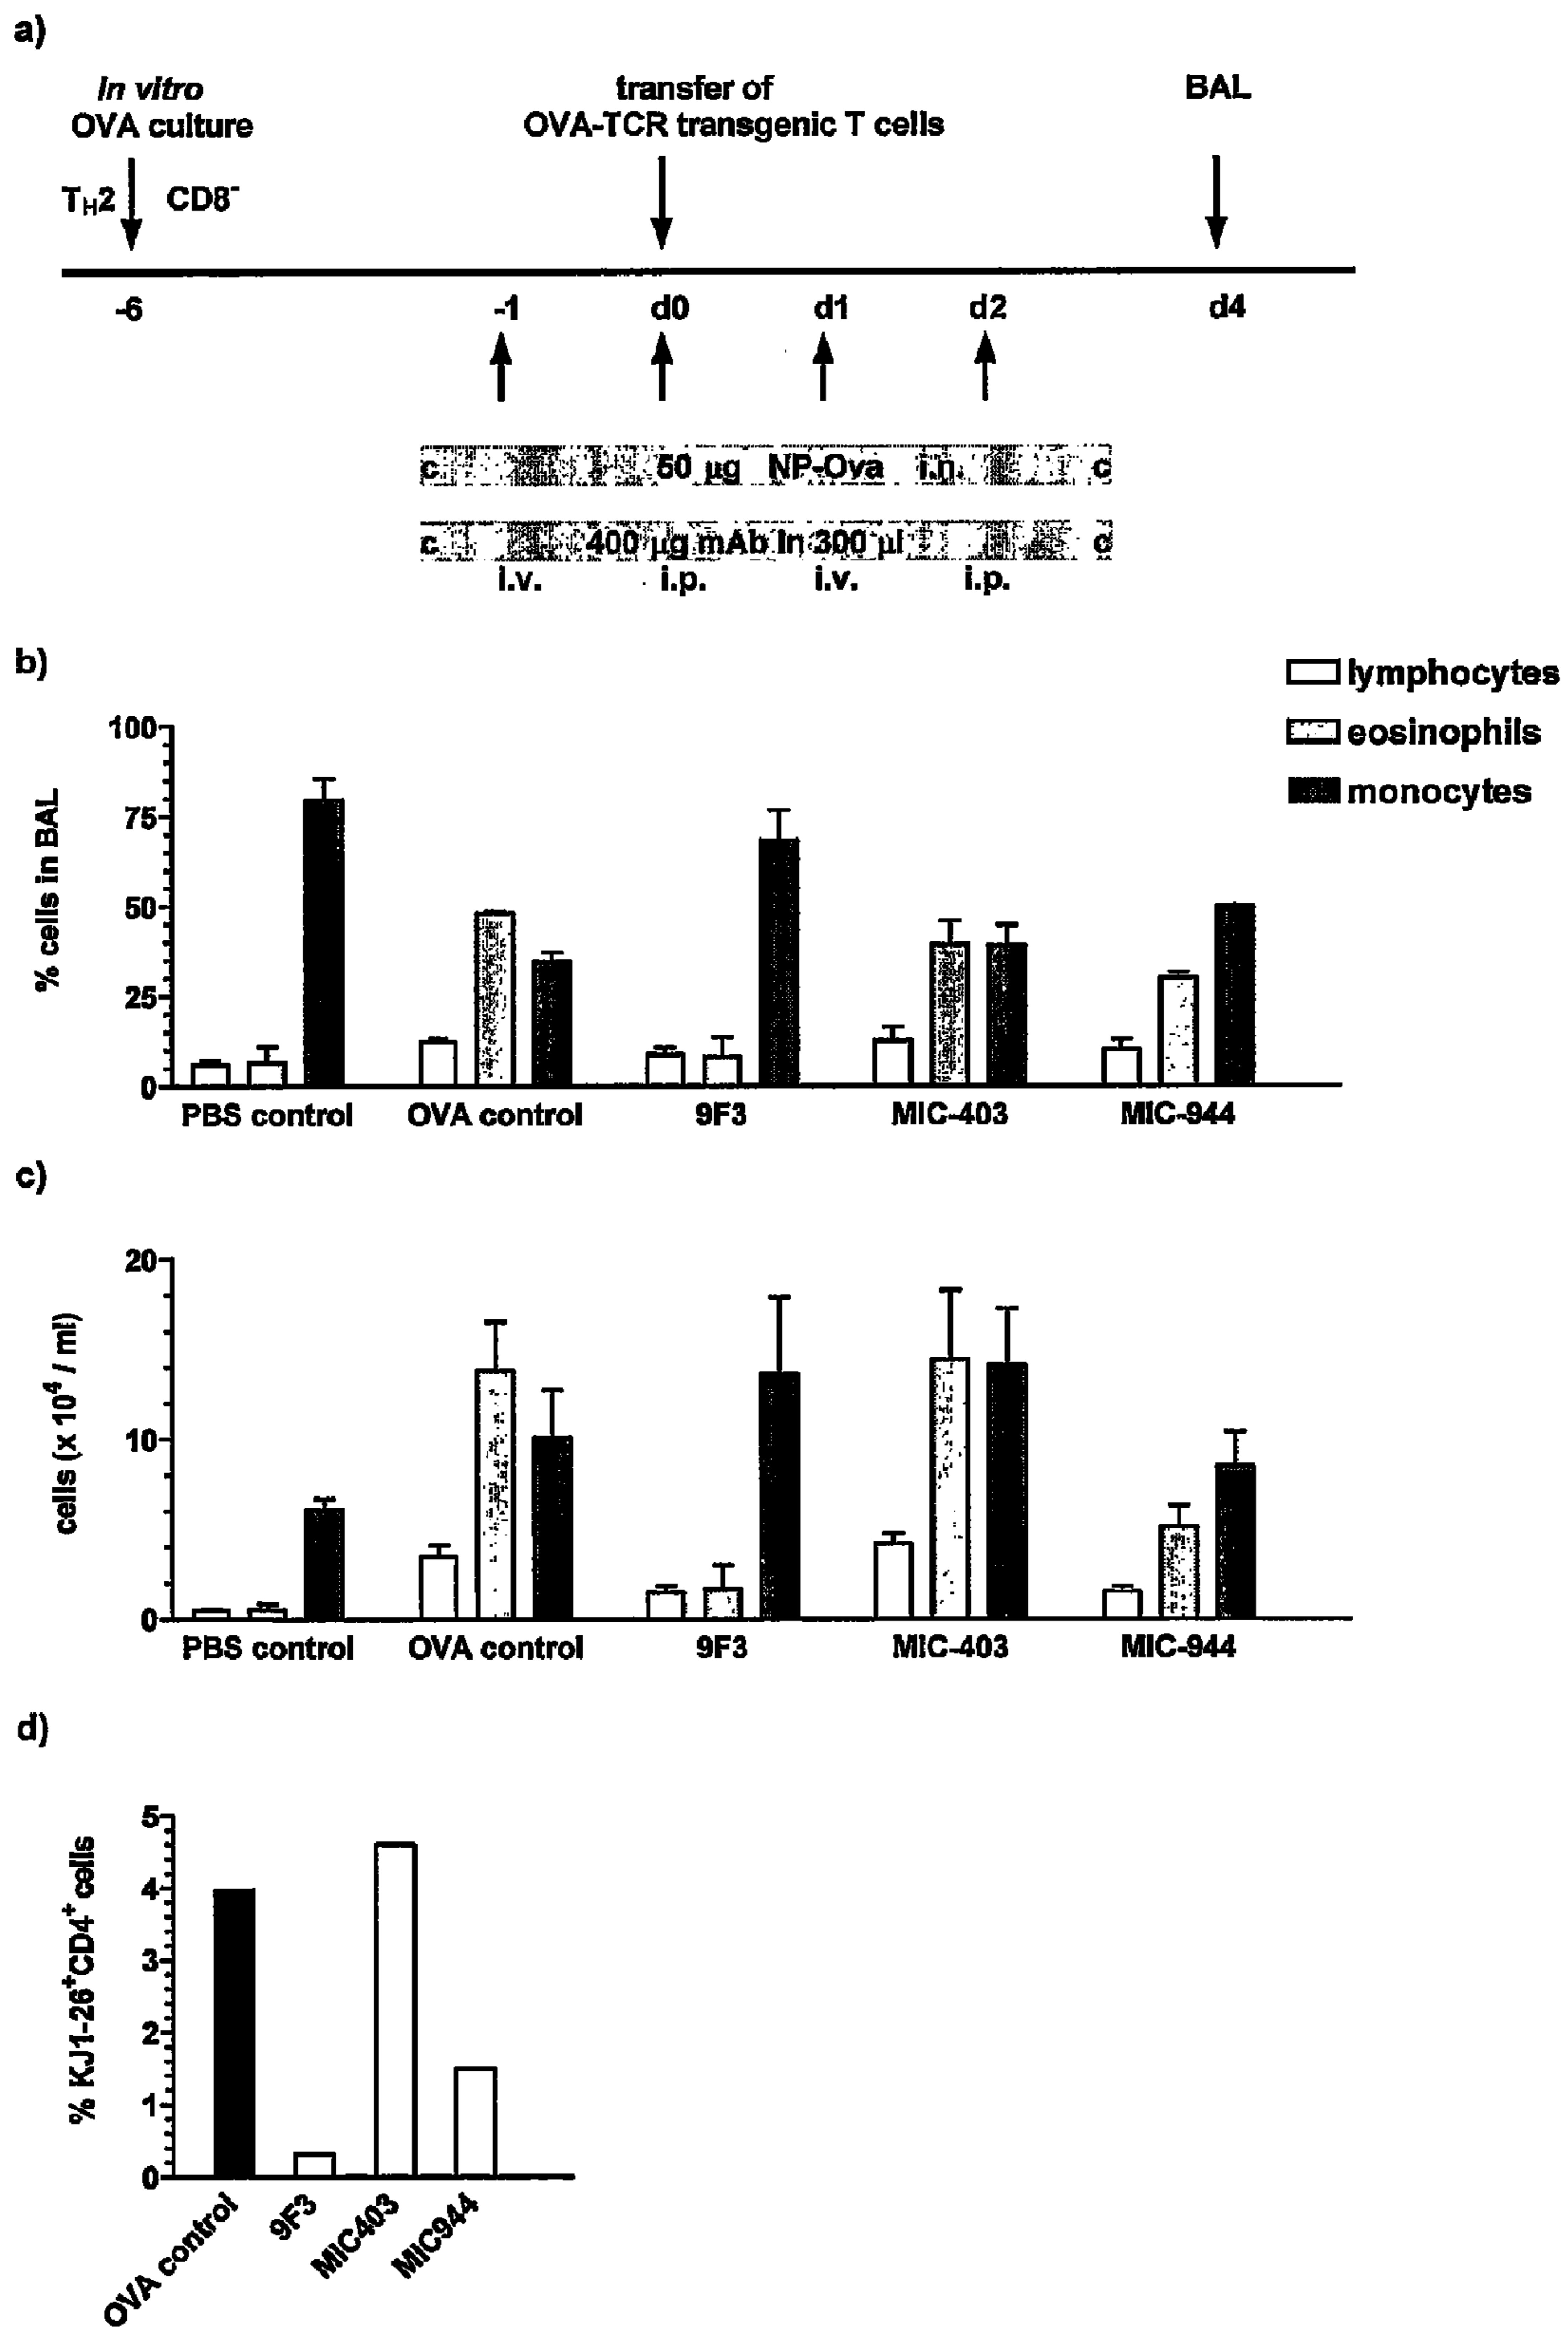 a)
In vitro
OVA culture
transfer of
OVA-TCR transgenic T cells
BAL
TH2 CD8-
-6 -1 d0 d1 d2 d4
c 50 µg NP-Ova i.n. c
c 400 µg mAb in 300 µl c
i.v. i.p. i.v. i.p.
b)
lymphocytes
eosinophils
monocytes
% cells in BAL
100
75
50
25
0
PBS control OVA control 9F3 MIC-403 MIC-944
c)
cells (x 10⁴ / ml)
20
10
0
PBS control OVA control 9F3 MIC-403 MIC-944
d)
% KJ1-26⁺CD4⁺ cells
5
4
3
2
1
0
OVA control 9F3 MIC403 MIC944